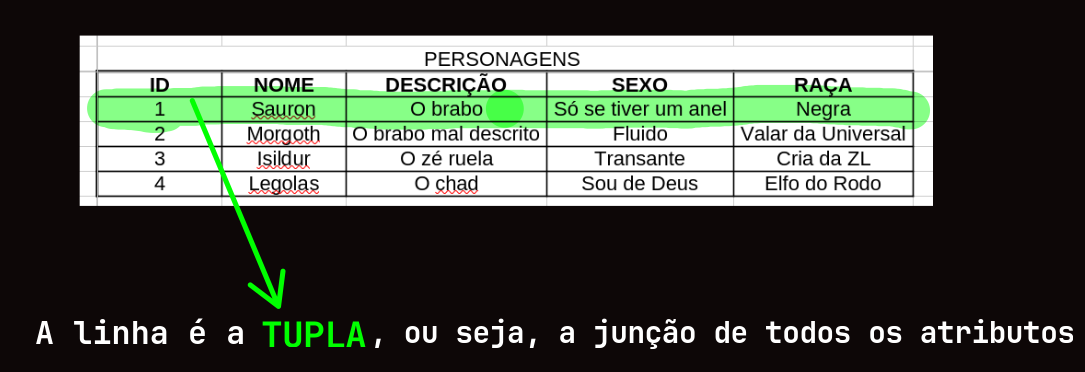 PERSONAGENS
ID NOME DESCRIÇÃO SEXO RAÇA
1 Sauron O brabo Só se tiver um anel Negra
2 Morgoth O brabo mal descrito Fluido Valar da Universal
3 Isildur O zé ruela Transante Cria da ZL
4 Legolas O chad Sou de Deus Elfo do Rodo
A linha é a TUPLA, ou seja, a junção de todos os atributos